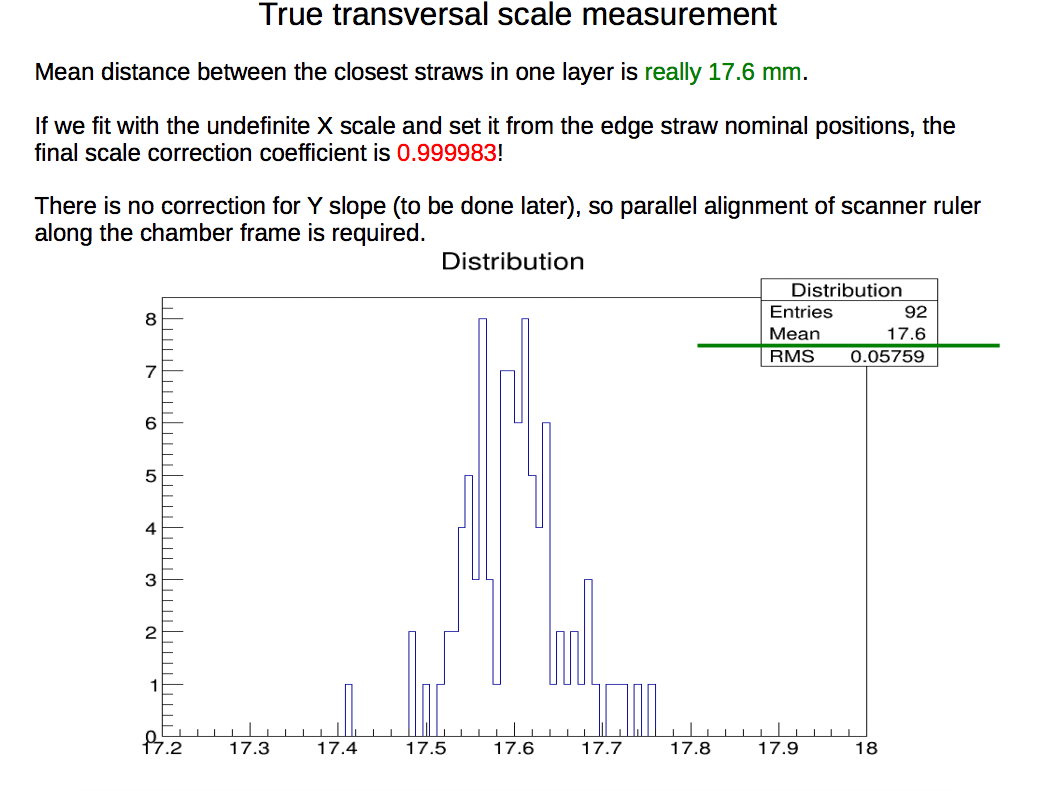 True transversal scale measurement
Mean distance between the closest straws in one layer is really 17.6 mm.
If we fit with the undefinite X scale and set it from the edge straw nominal positions, the
final scale correction coefficient is 0.999983!
There is no correction for Y slope (to be done later), so parallel alignment of scanner ruler
along the chamber frame is required.
Distribution
Distribution
Entries 92
Mean 17.6
RMS 0.05759
8
7
6
5
4
3
2
1
0
17.2 17.3 17.4 17.5 17.6 17.7 17.8 17.9 18